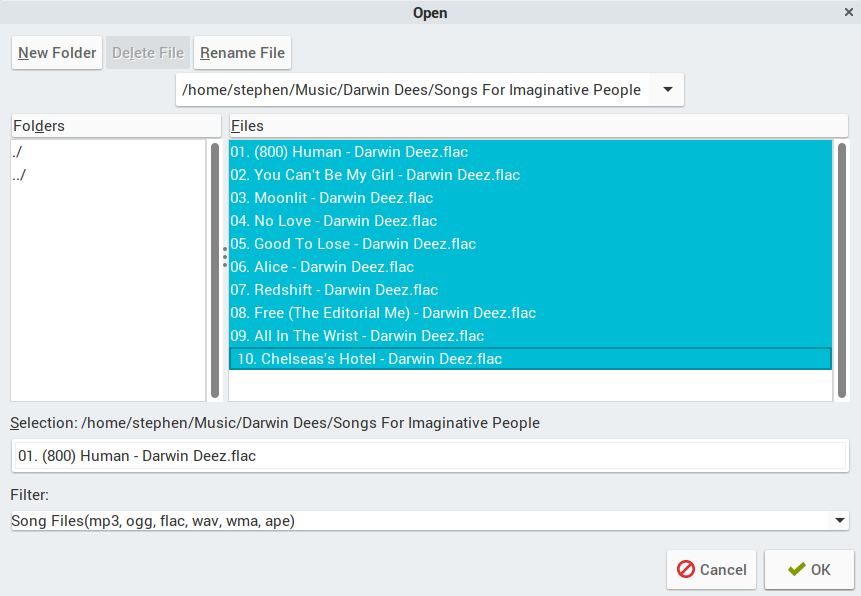 Open
New Folder Delete File Rename File
/home/stephen/Music/Darwin Dees/Songs For Imaginative People
Folders
./
../
Files
01. (800) Human - Darwin Deez.flac
02. You Can't Be My Girl - Darwin Deez.flac
03. Moonlit - Darwin Deez.flac
04. No Love - Darwin Deez.flac
05. Good To Lose - Darwin Deez.flac
06. Alice - Darwin Deez.flac
07. Redshift - Darwin Deez.flac
08. Free (The Editorial Me) - Darwin Deez.flac
09. All In The Wrist - Darwin Deez.flac
10. Chelseas's Hotel - Darwin Deez.flac
Selection: /home/stephen/Music/Darwin Dees/Songs For Imaginative People
01. (800) Human - Darwin Deez.flac
Filter:
Song Files(mp3, ogg, flac, wav, wma, ape)
Cancel OK